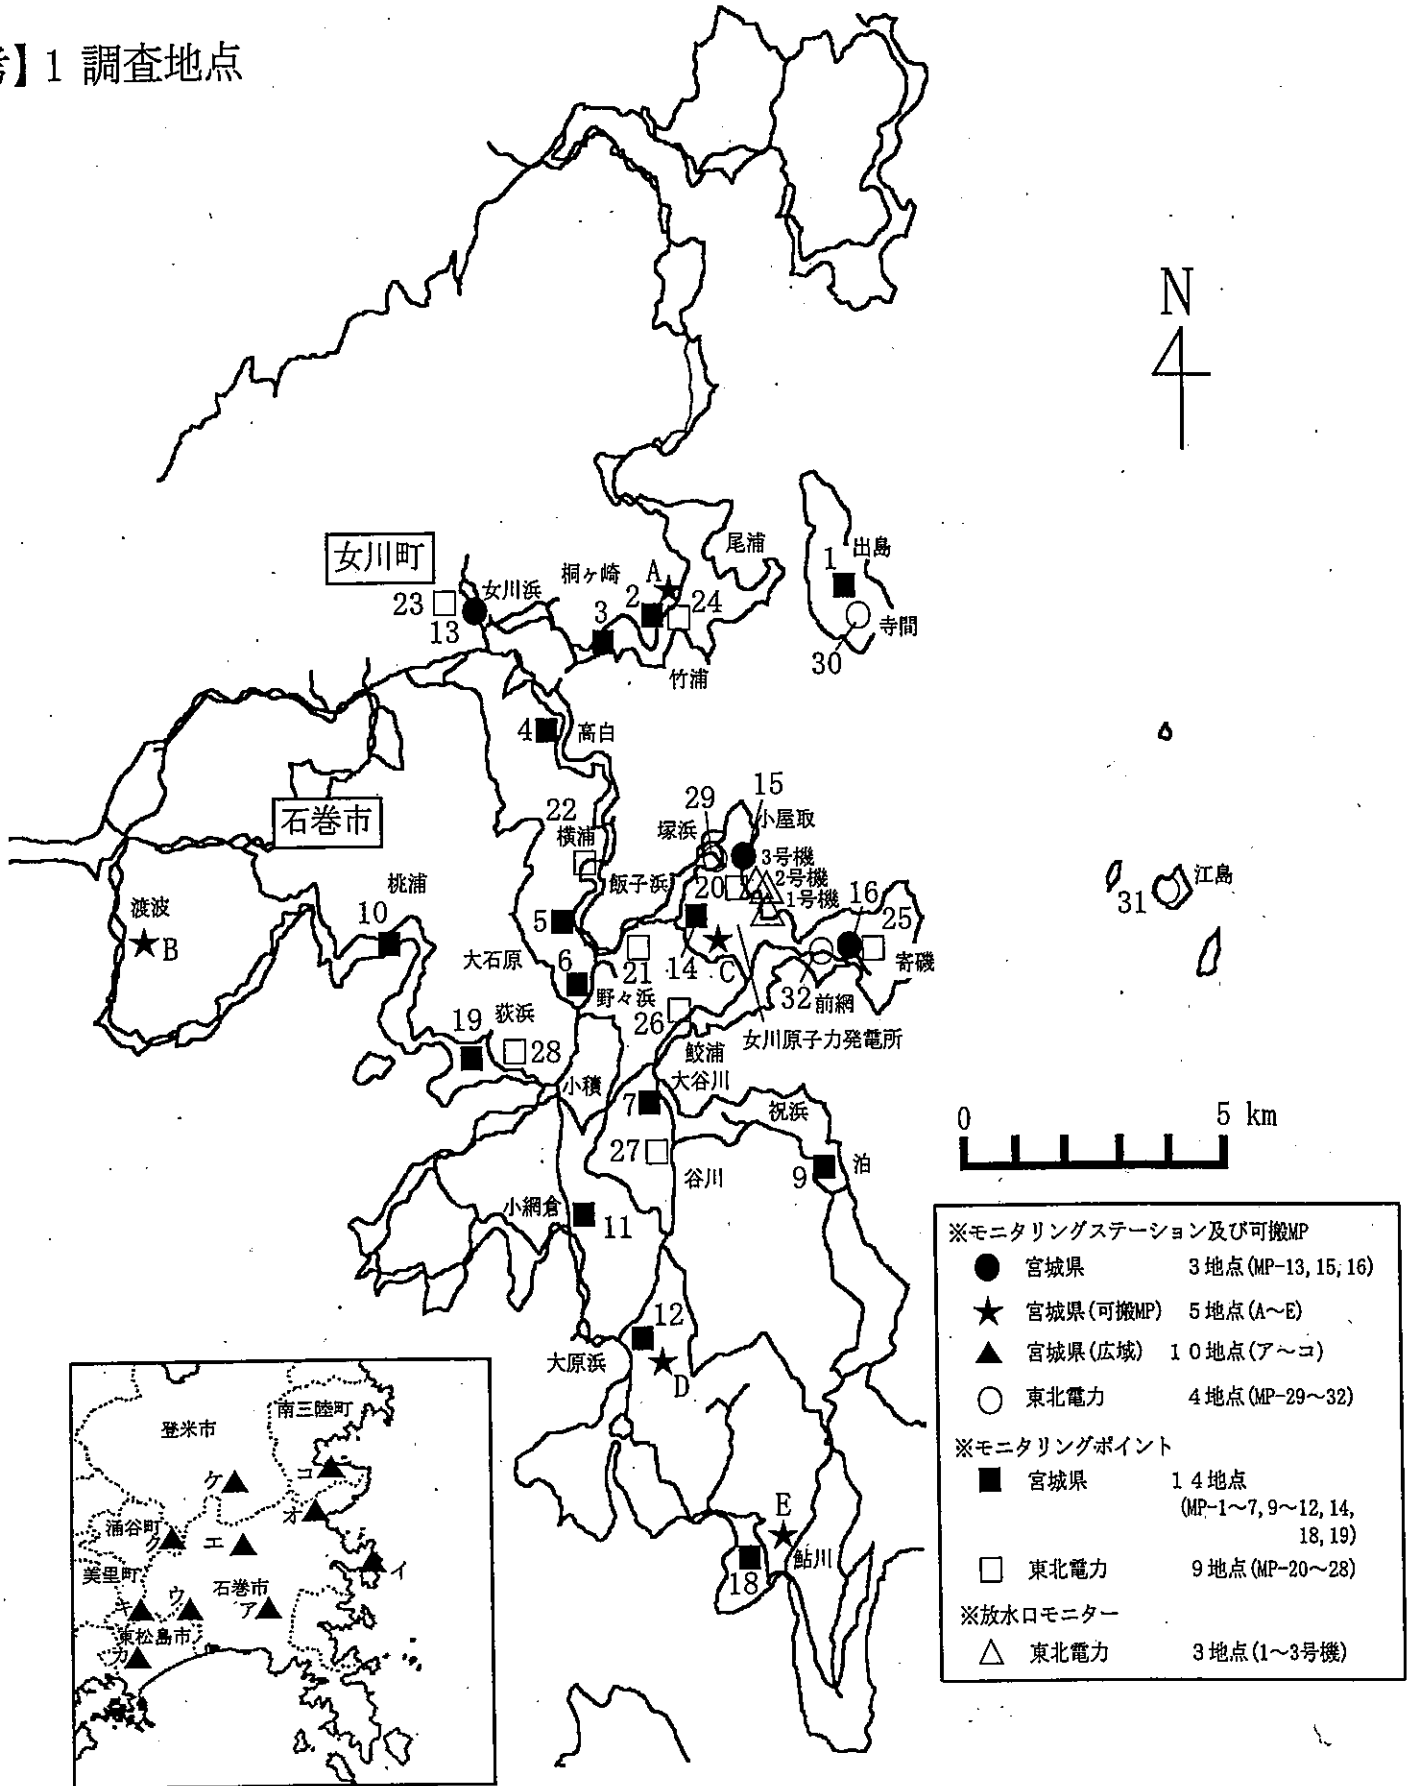 考】1 調査地点
N
女川町
女川浜
桐ヶ崎
A
尾浦
1
出島
23
13
3
2
24
寺間
30
竹浦
4
高白
石巻市
22
横浦
29
15
塚浜
小屋取
3号機
2号機
1号機
20
16
25
江島
31
桃浦
飯子浜
渡波
B
10
5
21
14
C
寄磯
大石原
6
野々浜
32
前網
26
女川原子力発電所
19
荻浜
28
鮫浦
小積
大谷川
7
祝浜
27
谷川
9
泊
小網倉
11
12
大原浜
D
E
鮎川
18
0
5 km
※モニタリングステーション及び可搬MP
宮城県 3地点(MP-13,15,16)
宮城県(可搬MP) 5地点(A～E)
宮城県(広域) 10地点(ア～コ)
東北電力 4地点(MP-29～32)
※モニタリングポイント
宮城県 14地点
(MP-1～7,9～12,14,
18,19)
東北電力 9地点(MP-20～28)
※放水口モニター
東北電力 3地点(1～3号機)
南三陸町
登米市
コ
ケ
オ
涌谷町
ク
エ
イ
美里町
石巻市
キ
ウ
ア
東松島市
カ